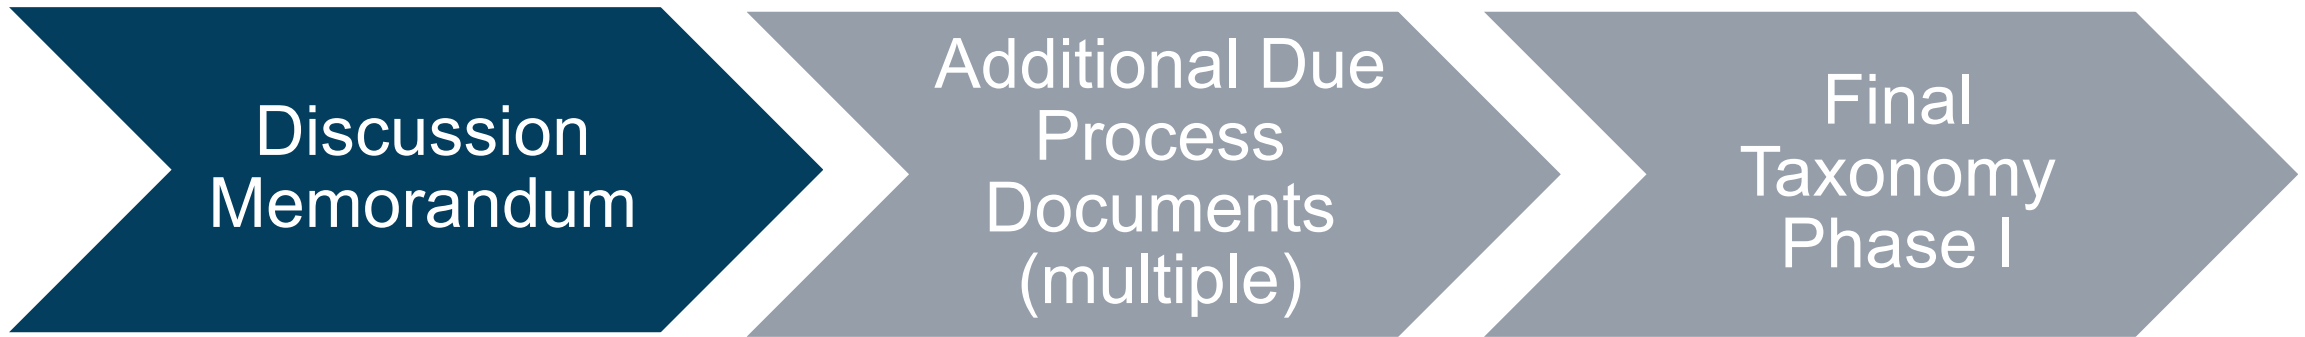 Discussion
Memorandum
Additional Due
Process
Documents
(multiple)
Final
Taxonomy
Phase I